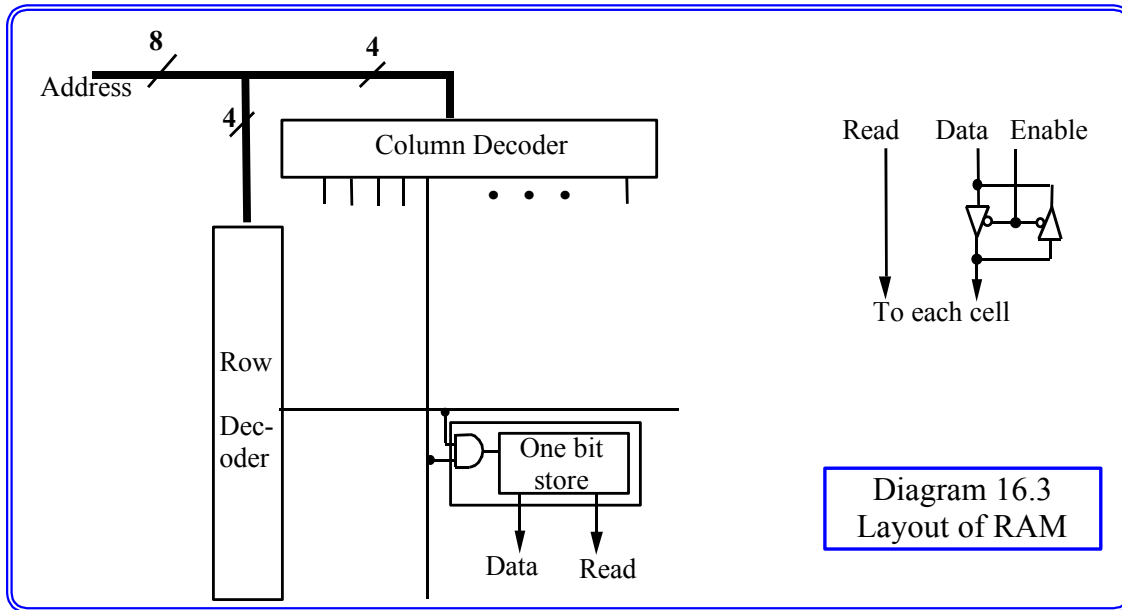 8
4
Address
4
Column Decoder
Read Data Enable
To each cell
Row
Dec-
oder
One bit
store
Data Read
Diagram 16.3
Layout of RAM